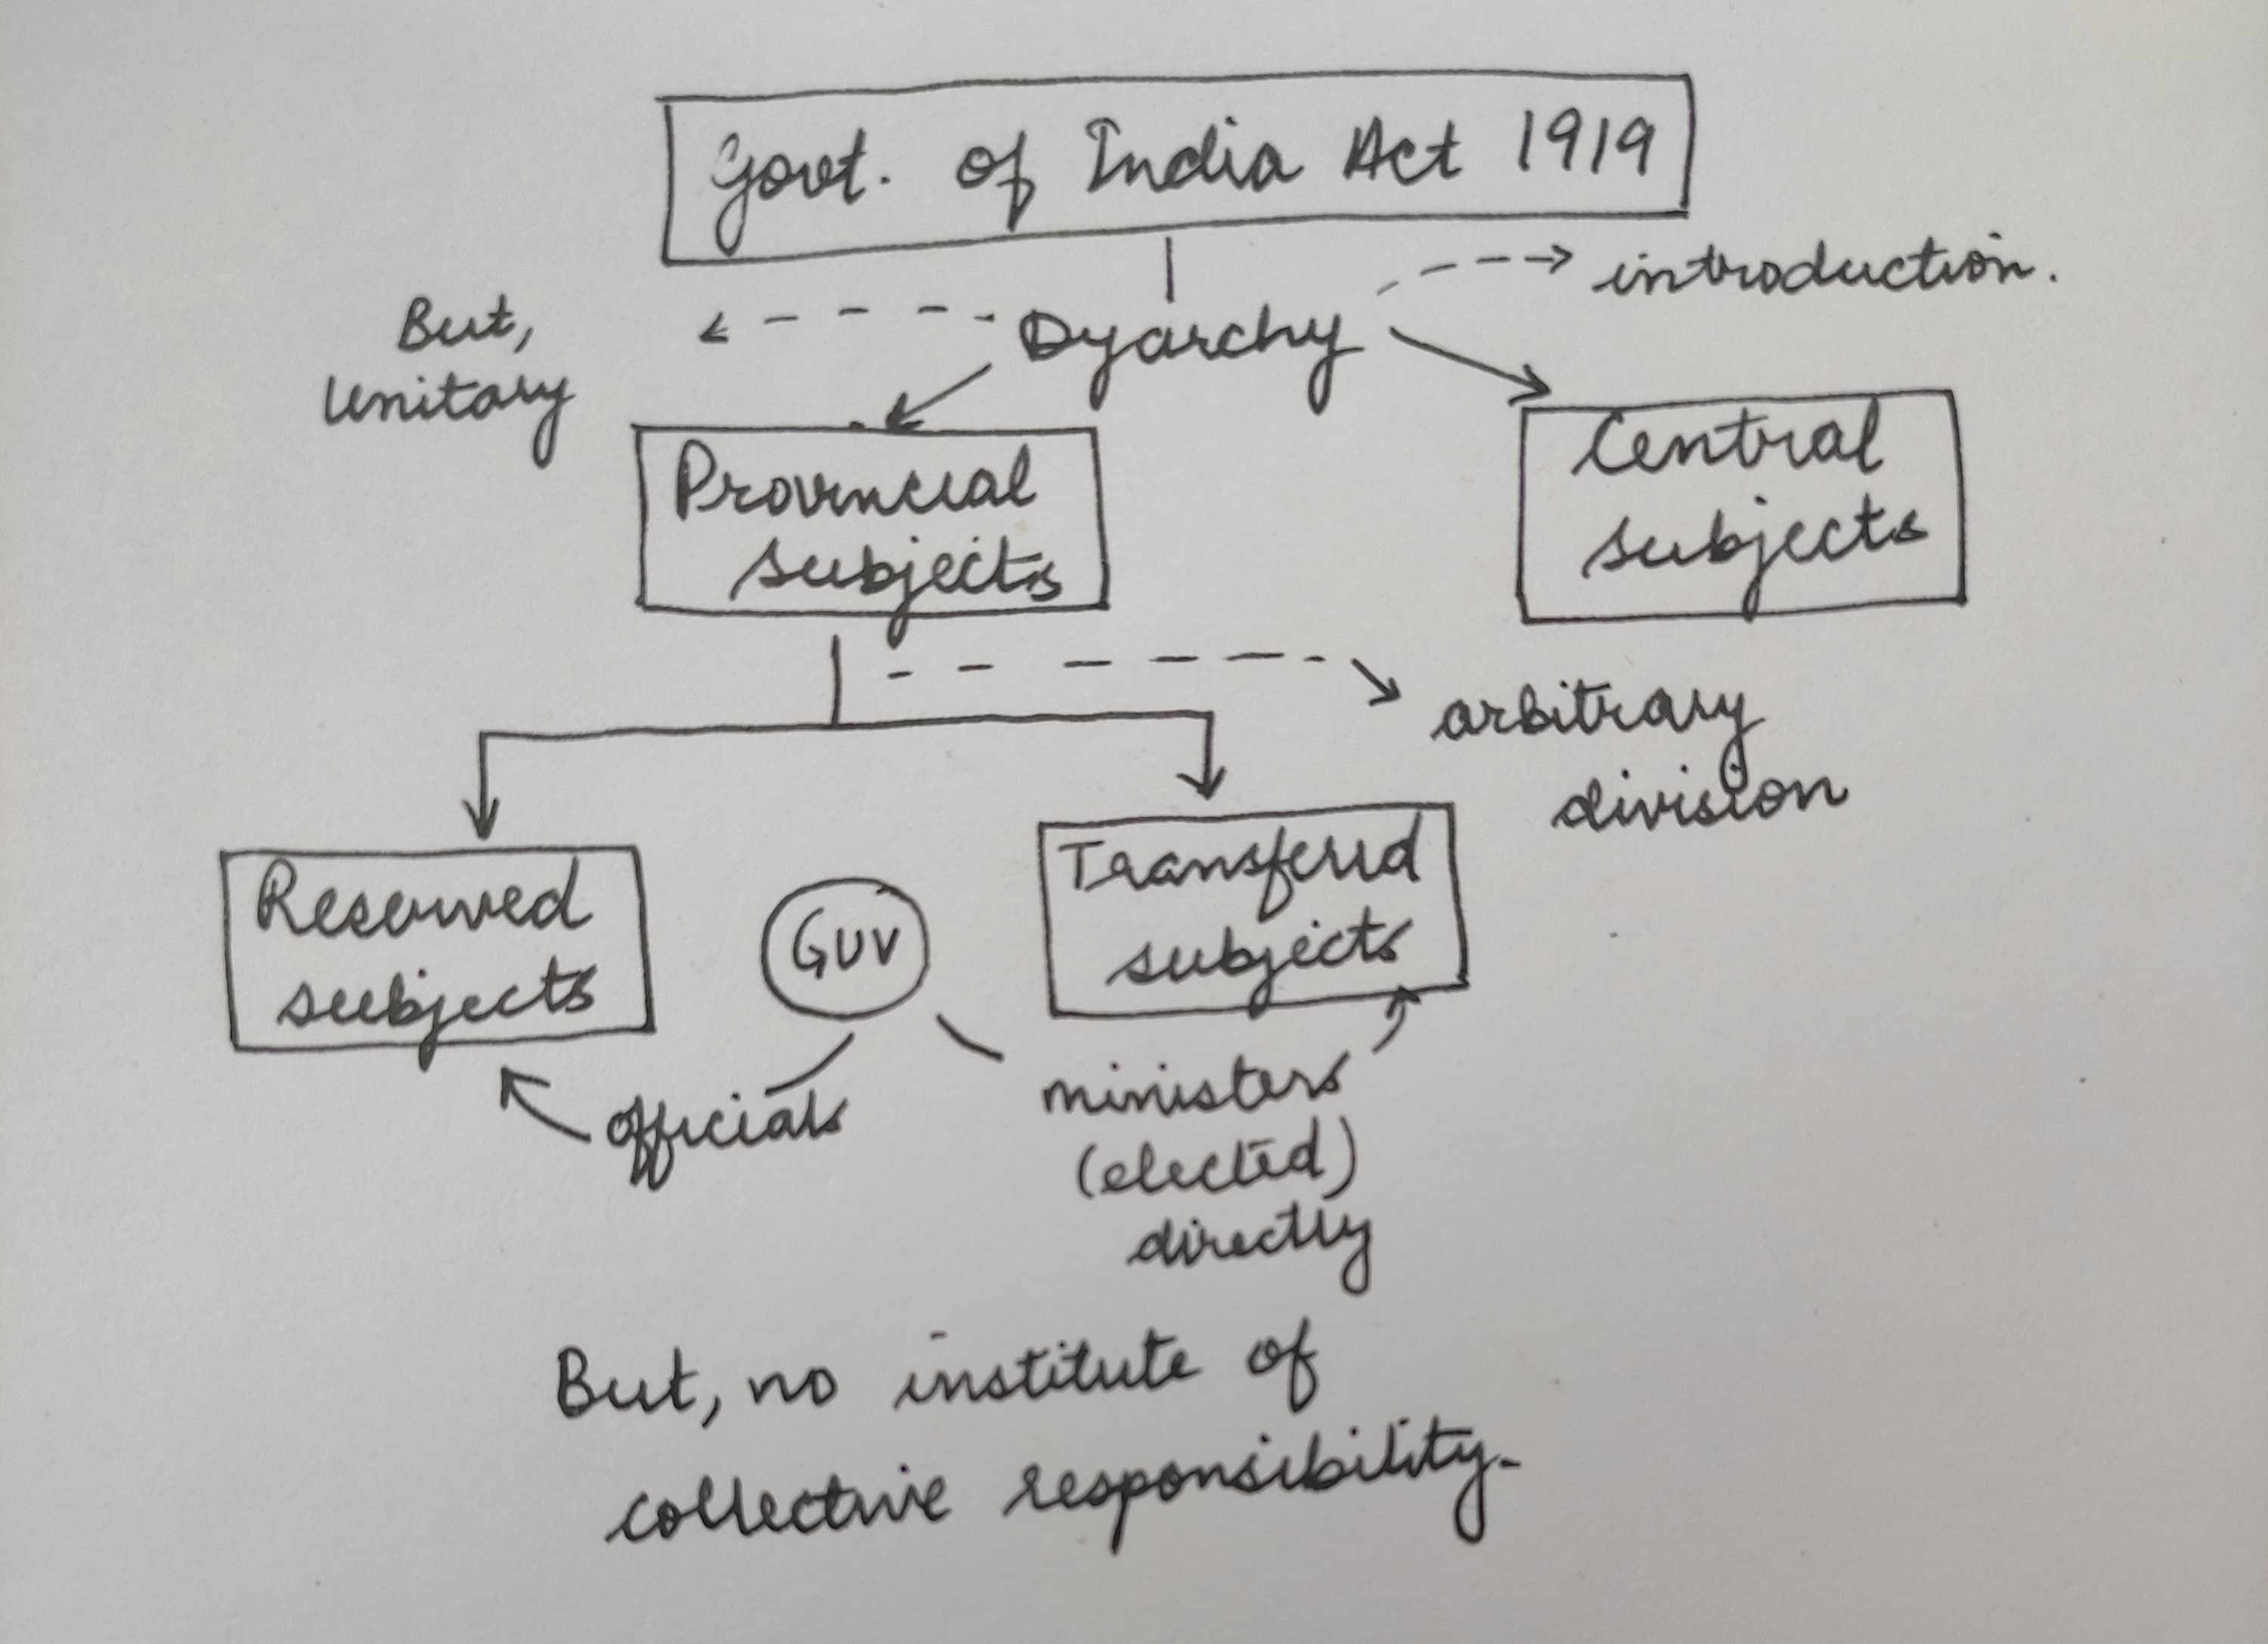 Govt. of India Act 1919
introduction.
But,
Unitary
Dyarchy
Provincial
subjects
Central
subjects
arbitrary
division
Reserved
subjects
GUV
Transferred
subjects
officials
ministers
(elected)
directly
But, no institute of
collective responsibility.